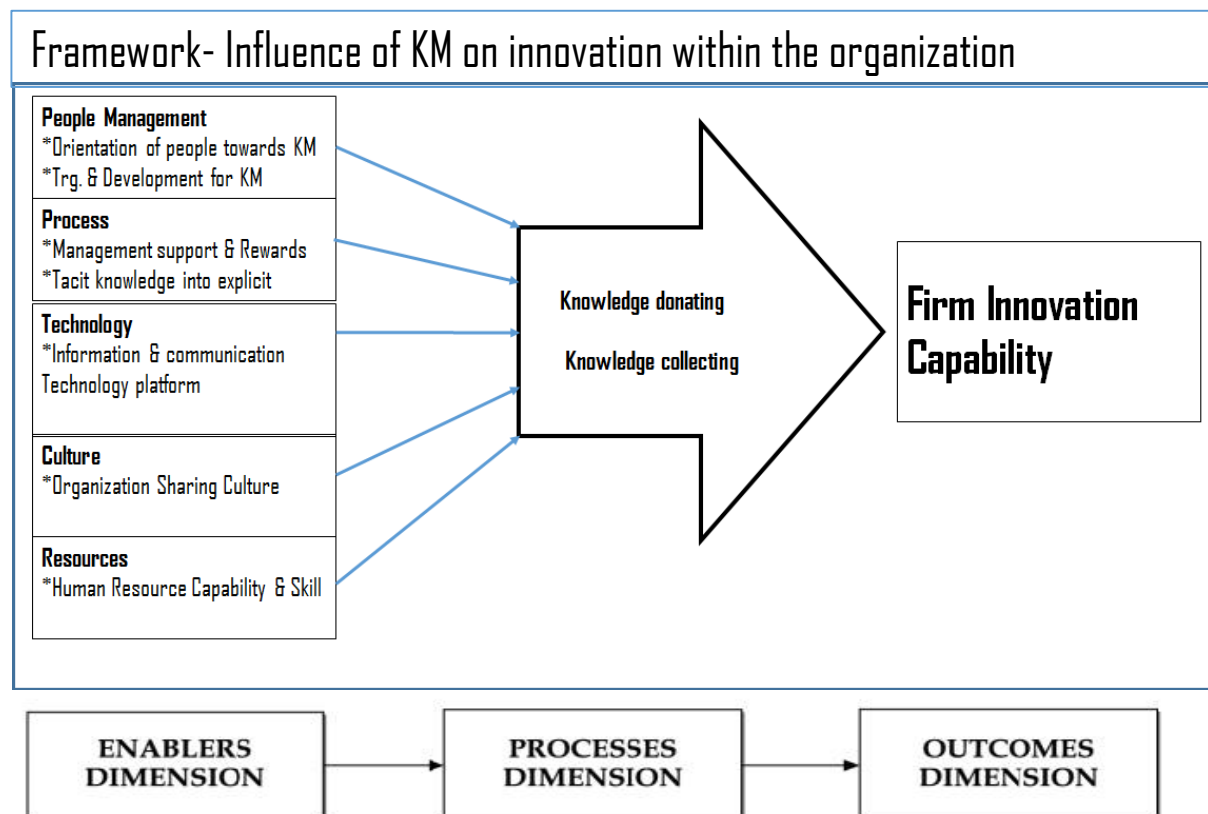 Framework- Influence of KM on innovation within the organization
People Management
*Orientation of people towards KM
*Trg. & Development for KM
Process
*Management support & Rewards
*Tacit knowledge into explicit
Technology
*Information & communication
Technology platform
Culture
*Organization Sharing Culture
Resources
*Human Resource Capability & Skill
Knowledge donating
Knowledge collecting
Firm Innovation
Capability
ENABLERS
DIMENSION
PROCESSES
DIMENSION
OUTCOMES
DIMENSION